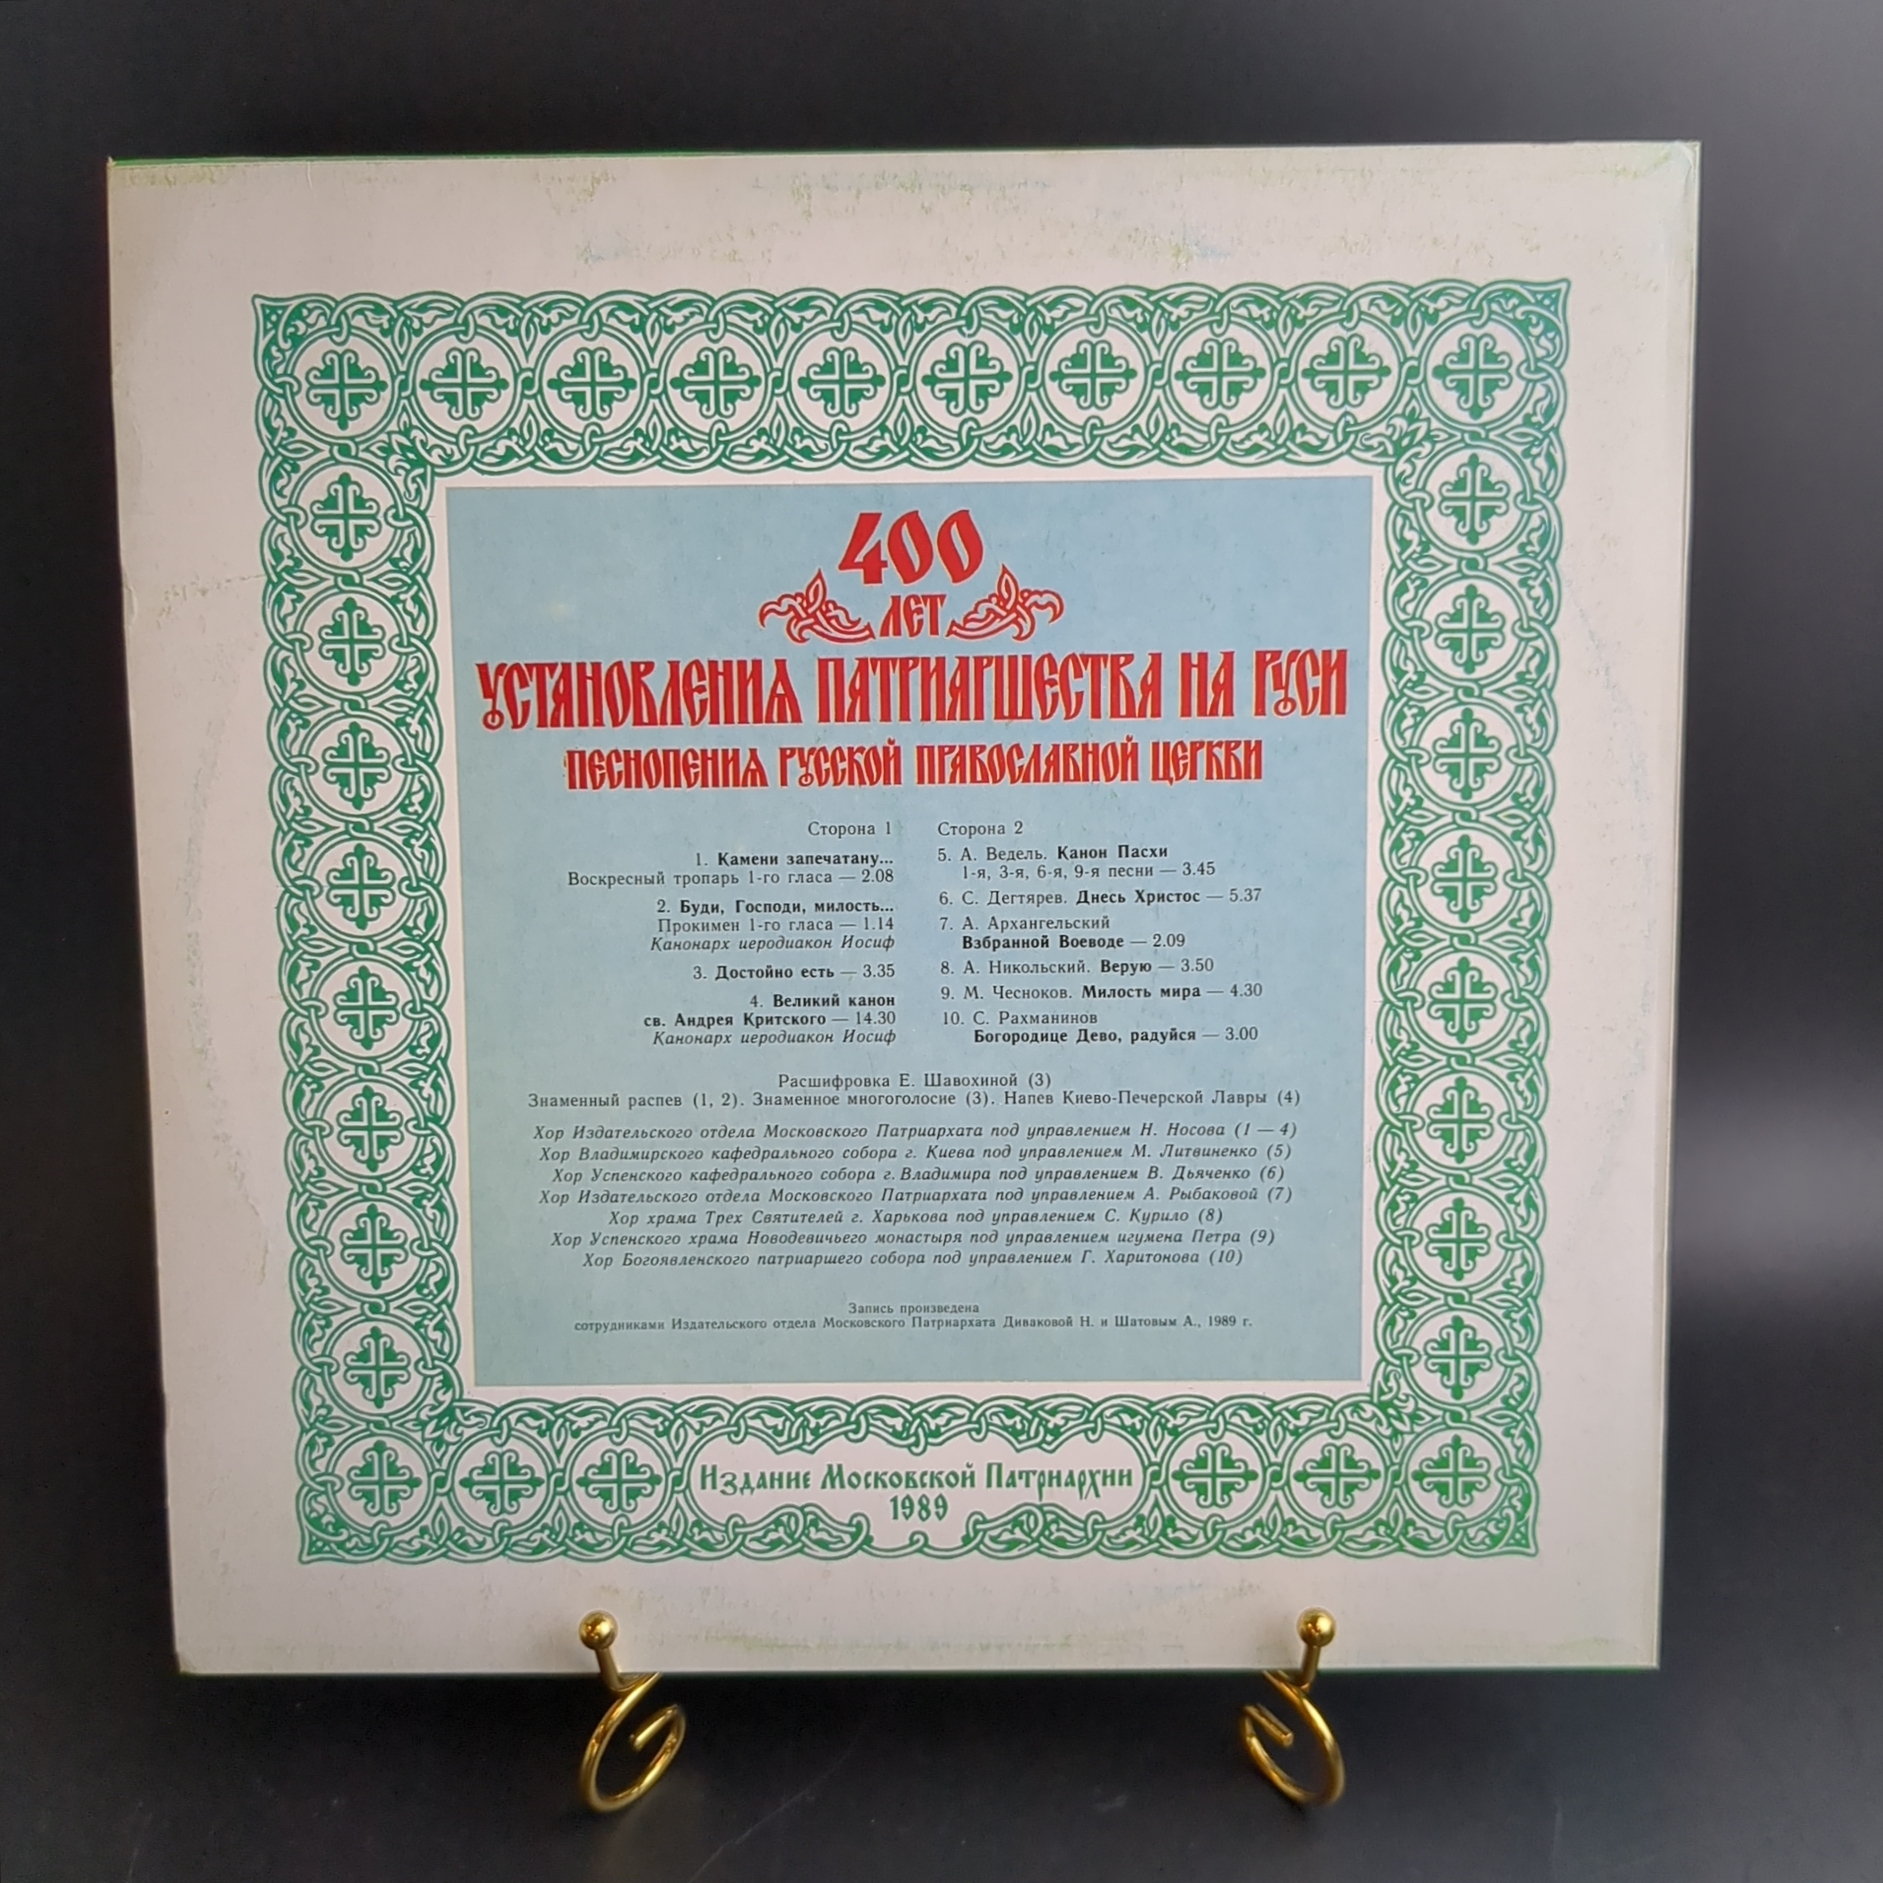 400
ЛЕТ
УСТАНОВЛЕНИЯ ПАТРИАРШЕСТВА НА РУСИ
ПЕСНОПЕНИЯ РУССКОЙ ПРАВОСЛАВНОЙ ЦЕРКВИ
Сторона 1
1. Камени запечатану...
Воскресный тропарь 1-го гласа — 2.08
2. Буди, Господи, милость...
Прокимен 1-го гласа — 1.14
Канонарх иеродиакон Иосиф
3. Достойно есть — 3.35
4. Великий канон
св. Андрея Критского — 14.30
Канонарх иеродиакон Иосиф
Сторона 2
5. А. Ведель. Канон Пасхи
1-я, 3-я, 6-я, 9-я песни — 3.45
6. С. Дегтярев. Днесь Христос — 5.37
7. А. Архангельский
Взбранной Воеводе — 2.09
8. А. Никольский. Верую — 3.50
9. М. Чесноков. Милость мира — 4.30
10. С. Рахманинов
Богородице Дево, радуйся — 3.00
Расшифровка Е. Шавохиной (3)
Знаменный распев (1, 2). Знаменное многоголосие (3). Напев Киево-Печерской Лавры (4)
Хор Издательского отдела Московского Патриархата под управлением Н. Носова (1 — 4)
Хор Владимирского кафедрального собора г. Киева под управлением М. Литвиненко (5)
Хор Успенского кафедрального собора г. Владимира под управлением В. Дьяченко (6)
Хор Издательского отдела Московского Патриархата под управлением А. Рыбаковой (7)
Хор храма Трех Святителей г. Харькова под управлением С. Курило (8)
Хор Успенского храма Новодевичьего монастыря под управлением игумена Петра (9)
Хор Богоявленского патриаршего собора под управлением Г. Харитонова (10)
Запись произведена
сотрудниками Издательского отдела Московского Патриархата Диваковой Н. и Шатовым А., 1989 г.
Издание Московской Патриархии
1989